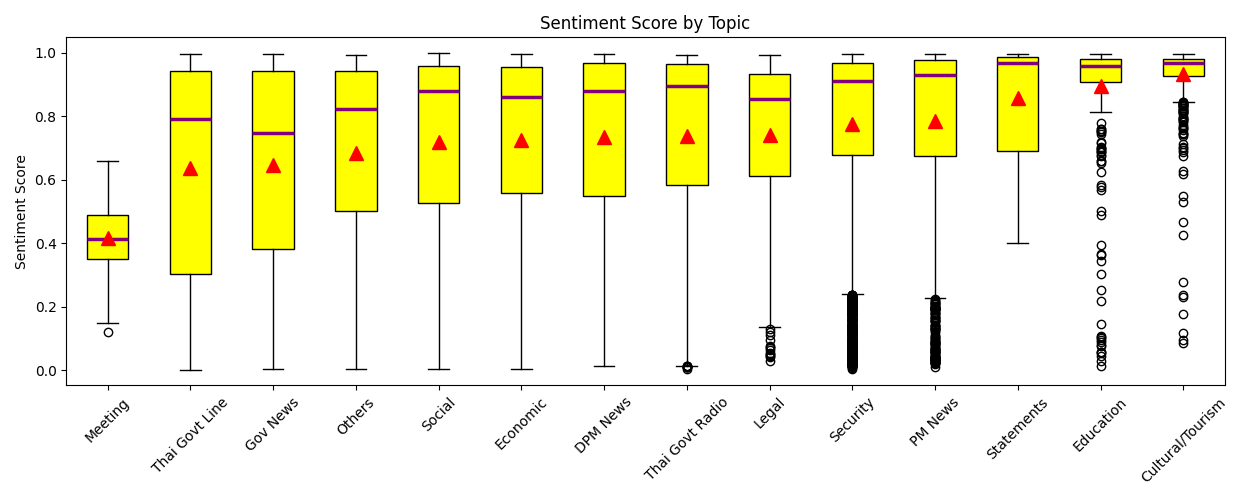 Sentiment Score by Topic
Sentiment Score
1.0
0.8
0.6
0.4
0.2
0.0
Meeting
Thai Govt Line
Gov News
Others
Social
Economic
DPM News
Thai Govt Radio
Legal
Security
PM News
Statements
Education
Cultural/Tourism